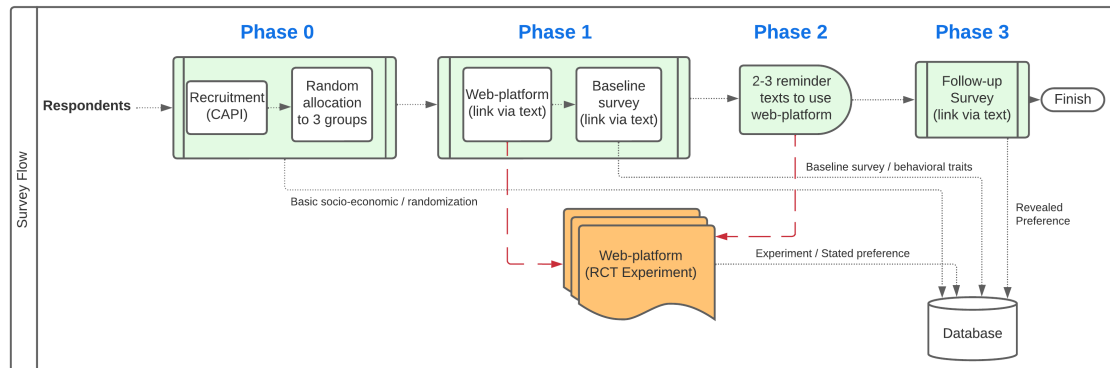 Phase 0
Phase 1
Phase 2
Phase 3
Survey Flow
Respondents
Recruitment
(CAPI)
Random
allocation
to 3 groups
Web-platform
(link via text)
Baseline
survey
(link via text)
2-3 reminder
texts to use
web-platform
Follow-up
Survey
(link via text)
Finish
Baseline survey / behavioral traits
Basic socio-economic / randomization
Revealed
Preference
Web-platform
(RCT Experiment)
Experiment / Stated preference
Database